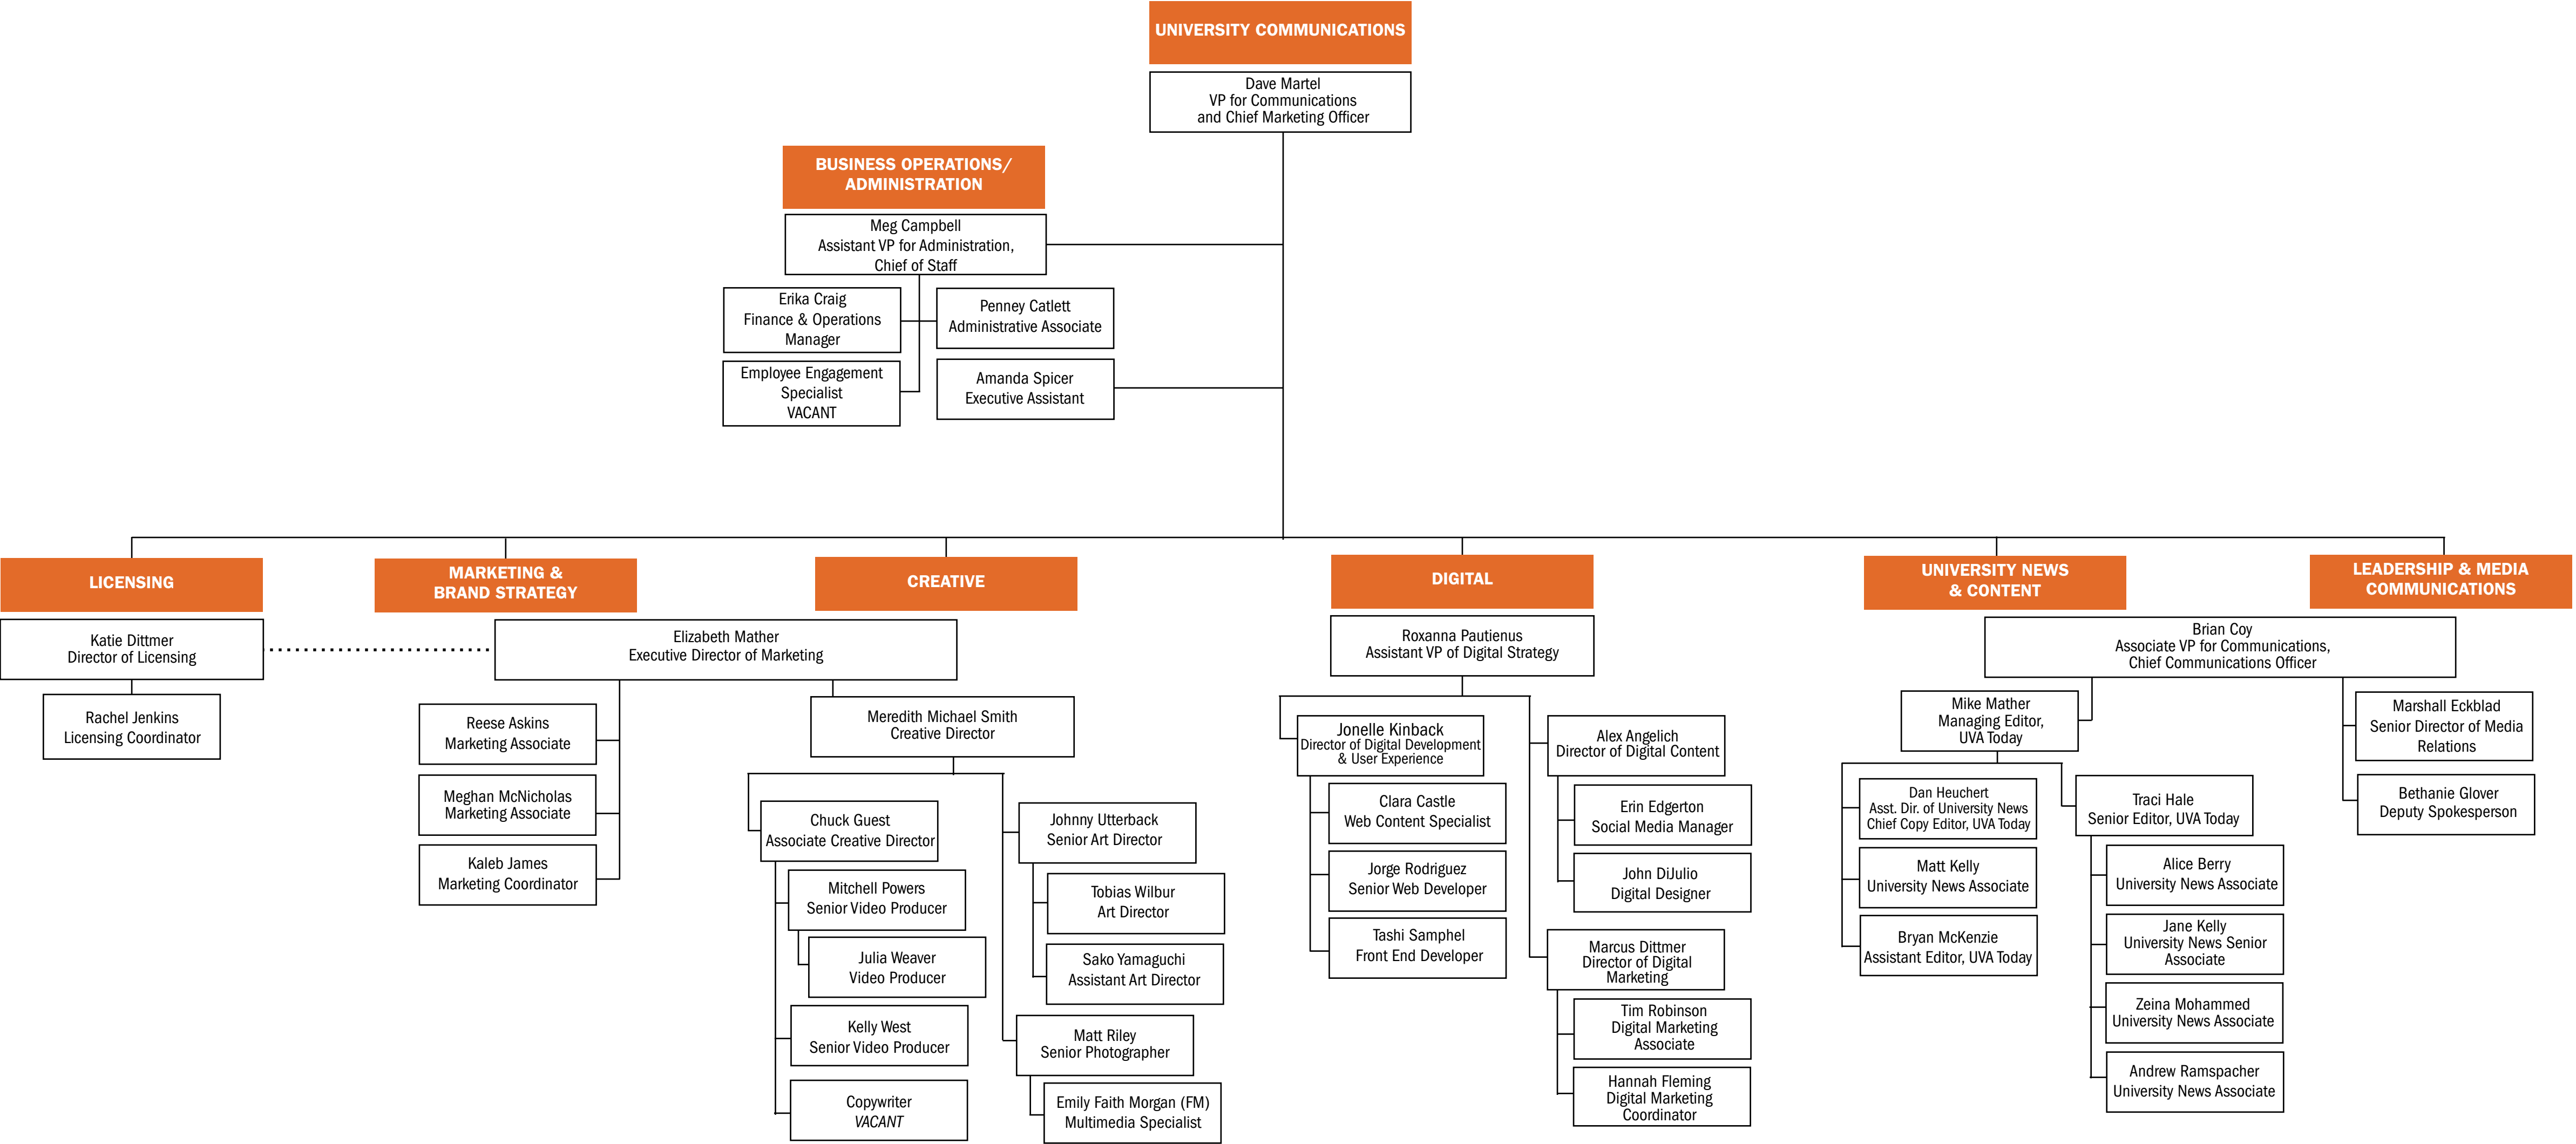 UNIVERSITY COMMUNICATIONS
Dave Martel
VP for Communications
and Chief Marketing Officer
BUSINESS OPERATIONS/
ADMINISTRATION
Meg Campbell
Assistant VP for Administration,
Chief of Staff
Erika Craig
Finance & Operations
Manager
Penney Catlett
Administrative Associate
Employee Engagement
Specialist
VACANT
Amanda Spicer
Executive Assistant
LICENSING
Katie Dittmer
Director of Licensing
Rachel Jenkins
Licensing Coordinator
MARKETING &
BRAND STRATEGY
CREATIVE
Elizabeth Mather
Executive Director of Marketing
Reese Askins
Marketing Associate
Meghan McNicholas
Marketing Associate
Kaleb James
Marketing Coordinator
Meredith Michael Smith
Creative Director
Chuck Guest
Associate Creative Director
Mitchell Powers
Senior Video Producer
Julia Weaver
Video Producer
Kelly West
Senior Video Producer
Copywriter
VACANT
Johnny Utterback
Senior Art Director
Tobias Wilbur
Art Director
Sako Yamaguchi
Assistant Art Director
Matt Riley
Senior Photographer
Emily Faith Morgan (FM)
Multimedia Specialist
DIGITAL
Roxanna Pautienus
Assistant VP of Digital Strategy
Jonelle Kinback
Director of Digital Development
& User Experience
Clara Castle
Web Content Specialist
Jorge Rodriguez
Senior Web Developer
Tashi Samphel
Front End Developer
Alex Angelich
Director of Digital Content
Erin Edgerton
Social Media Manager
John DiJulio
Digital Designer
Marcus Dittmer
Director of Digital
Marketing
Tim Robinson
Digital Marketing
Associate
Hannah Fleming
Digital Marketing
Coordinator
UNIVERSITY NEWS
& CONTENT
LEADERSHIP & MEDIA
COMMUNICATIONS
Brian Coy
Associate VP for Communications,
Chief Communications Officer
Mike Mather
Managing Editor,
UVA Today
Dan Heuchert
Asst. Dir. of University News
Chief Copy Editor, UVA Today
Matt Kelly
University News Associate
Bryan McKenzie
Assistant Editor, UVA Today
Traci Hale
Senior Editor, UVA Today
Alice Berry
University News Associate
Jane Kelly
University News Senior
Associate
Zeina Mohammed
University News Associate
Andrew Ramspacher
University News Associate
Marshall Eckblad
Senior Director of Media
Relations
Bethanie Glover
Deputy Spokesperson